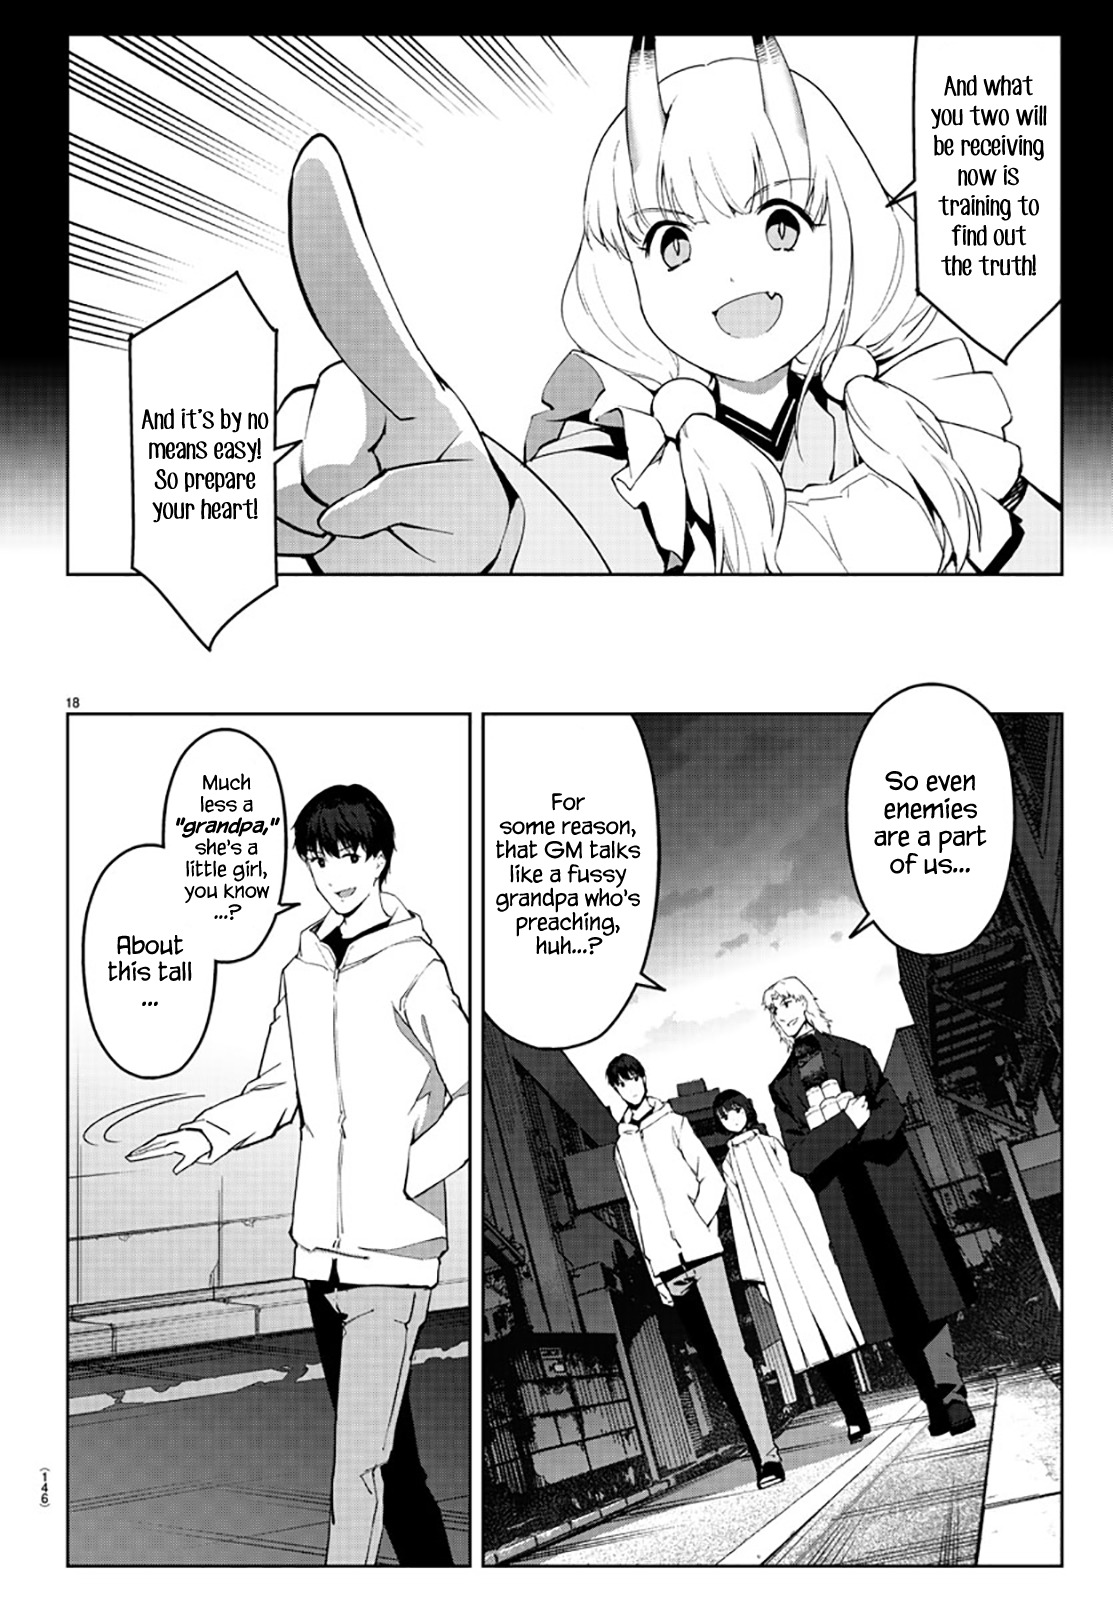 And what
you two will
be receiving
now is
training to
find out
the truth!
And it's by no
means easy!
So prepare
your heart!
18
So even
enemies
are a part
of us...
For
some reason,
that GM talks
like a fussy
grandpa who's
preaching,
huh...?
Much
less a
"grandpa,"
she's a
little girl,
you know
...?
About
this tall
...
(146)